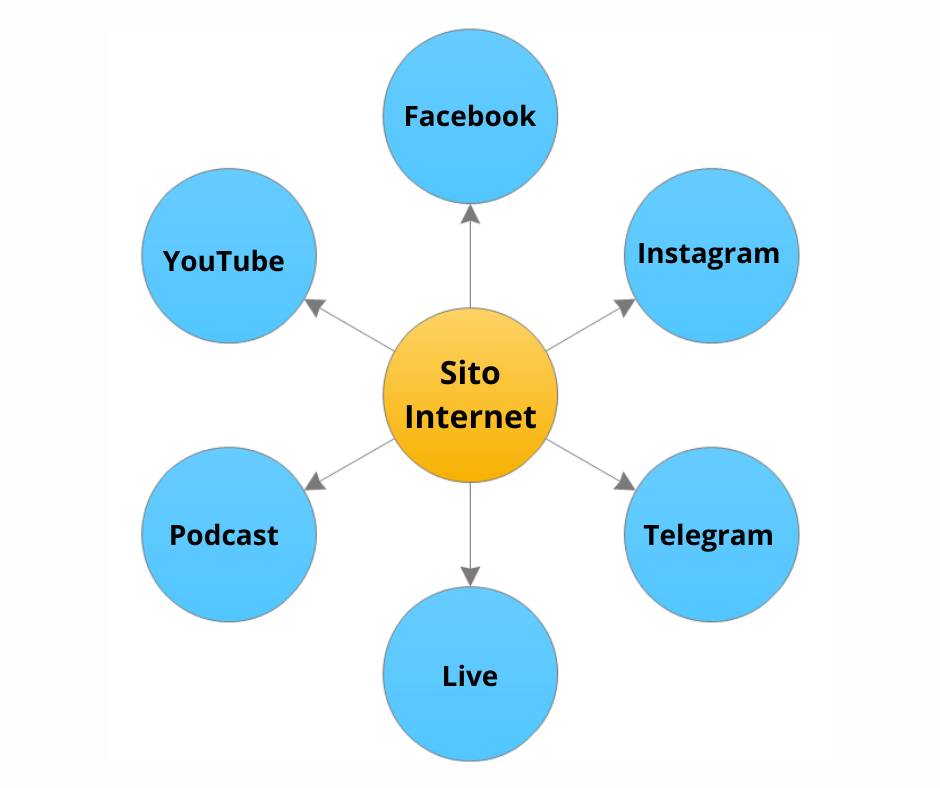 Facebook
YouTube
Instagram
Sito
Internet
Podcast
Telegram
Live